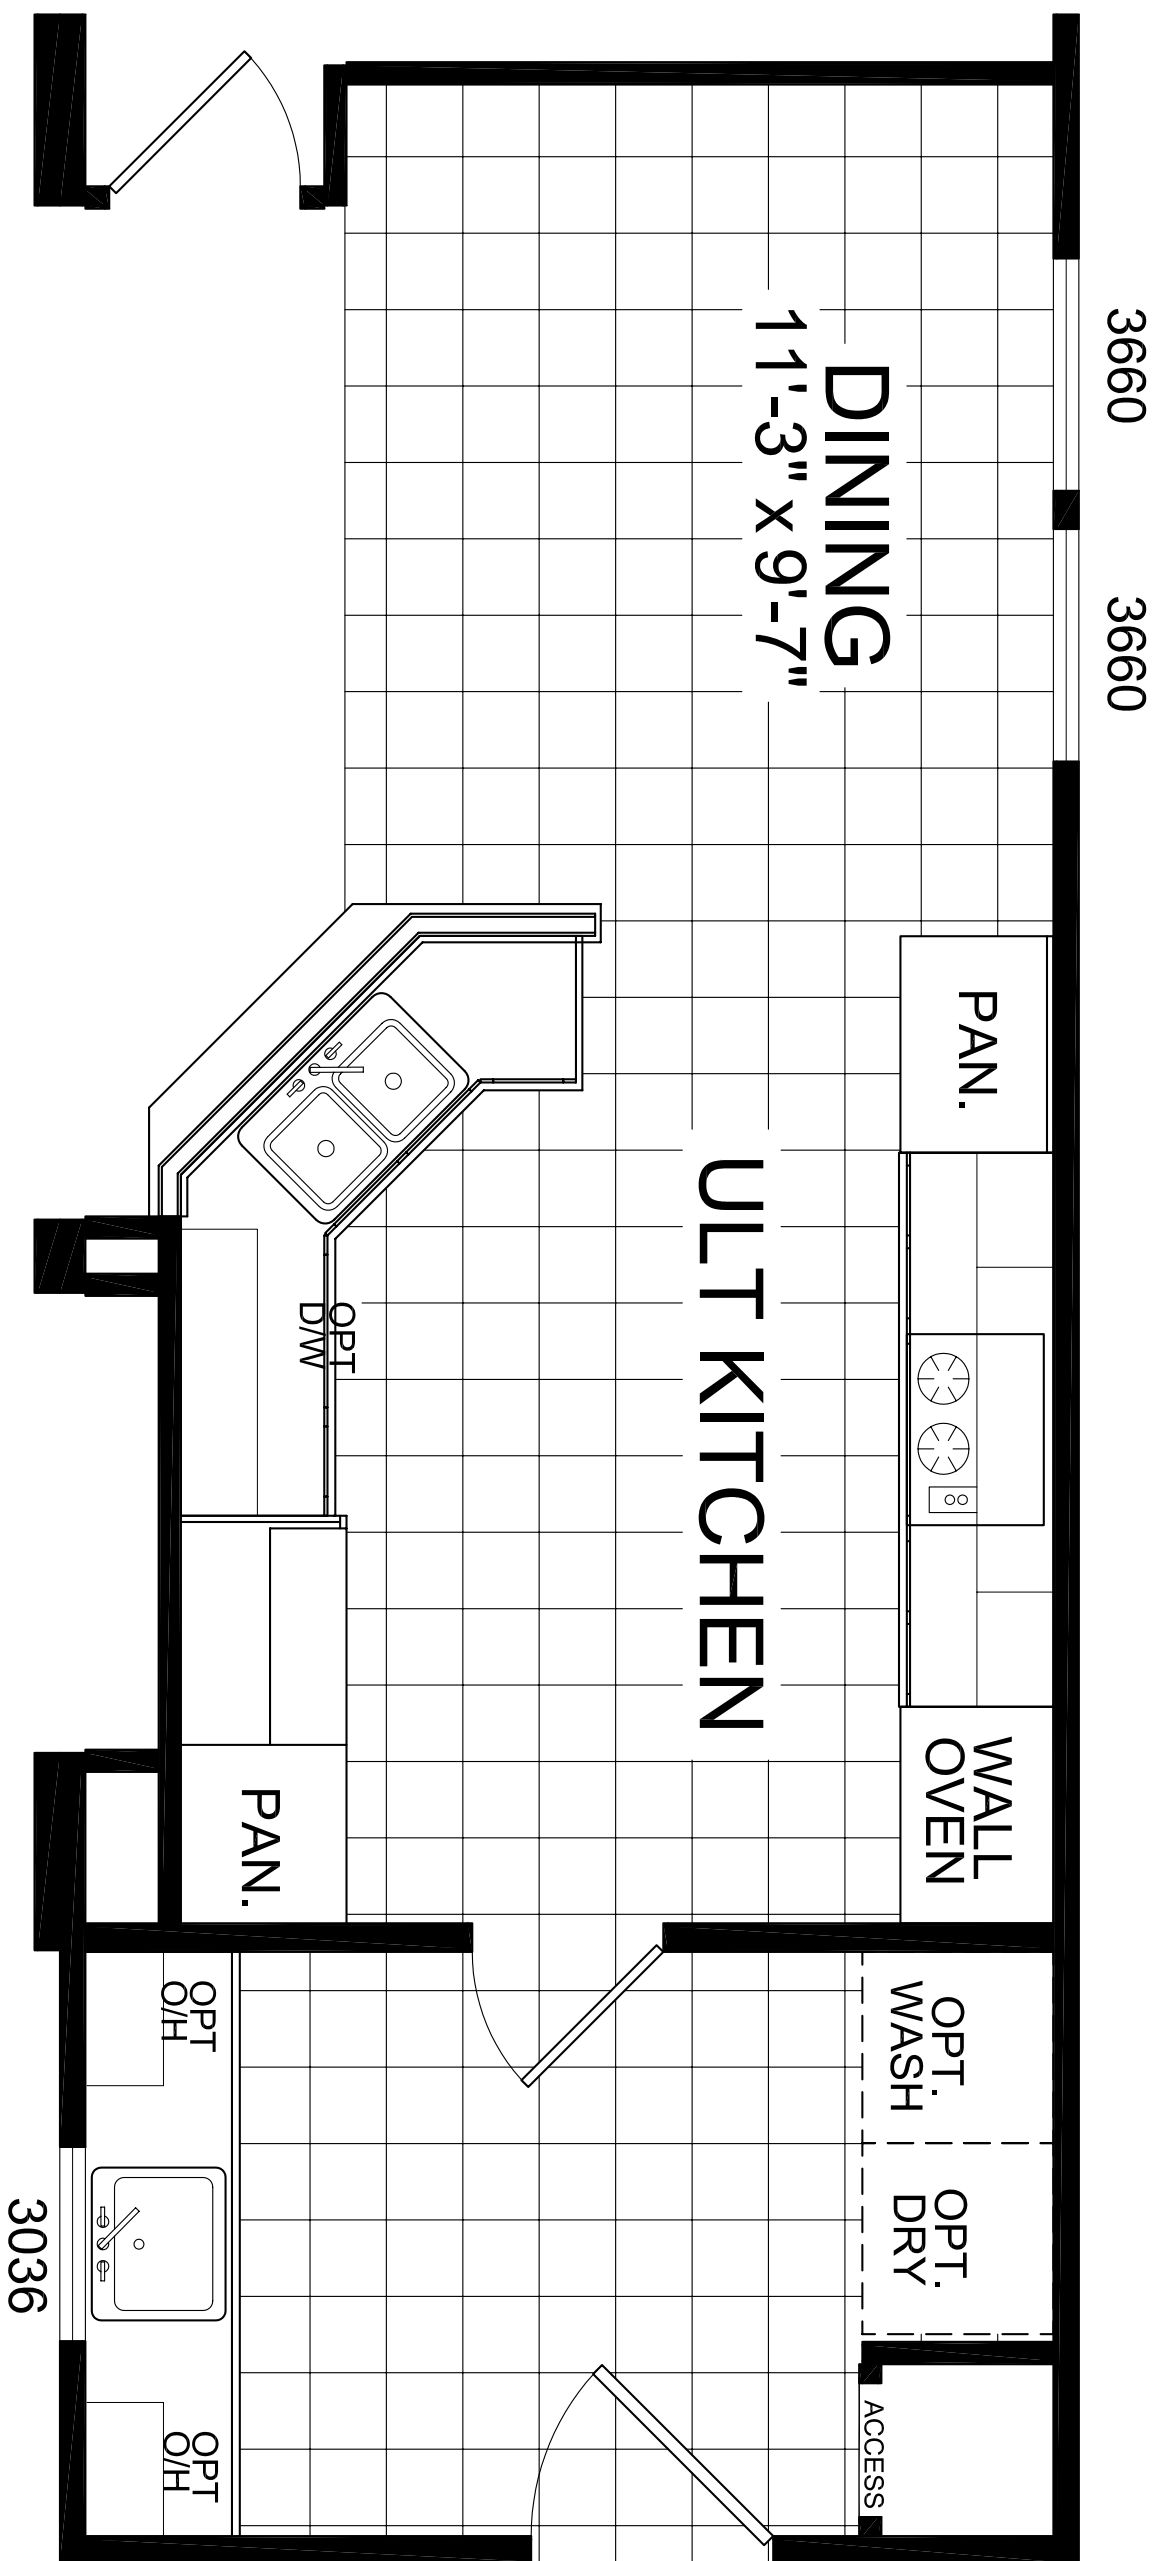 3660
3660
DINING
11'-3" x 9'-7"
PAN.
ULT KITCHEN
OPT
D/W
WALL
OVEN
PAN.
OPT.
WASH
OPT.
DRY
OPT
O/H
ACCESS
OPT
O/H
3036